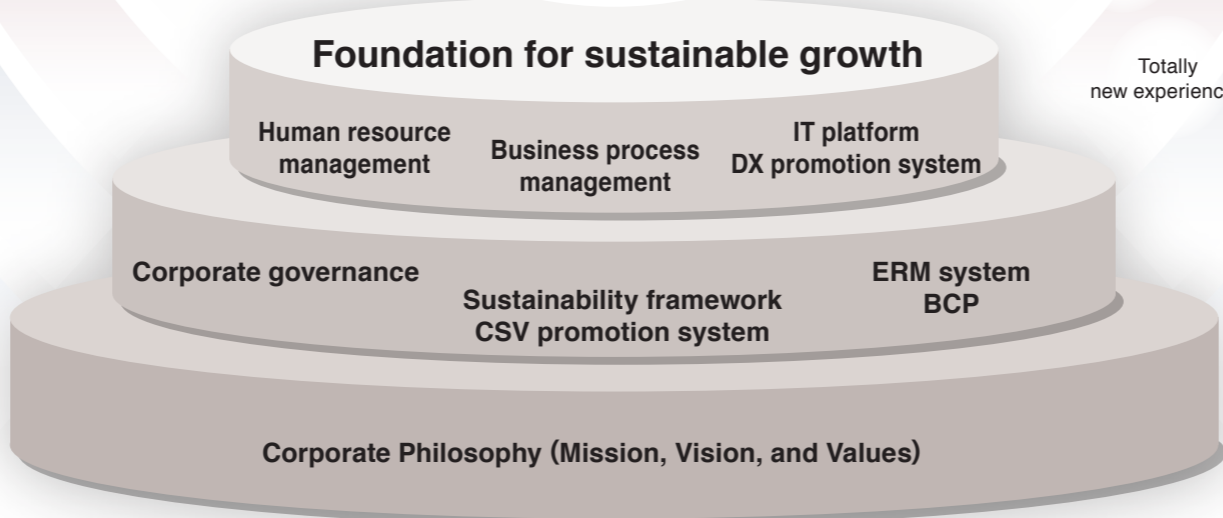 Foundation for sustainable growth
Totally
Human resource
management
Business process
management
IT platform
DX promotion system
Corporate governance
Sustainability framework
CSV promotion system
ERM system
BCP
Corporate Philosophy (Mission, Vision, and Values)